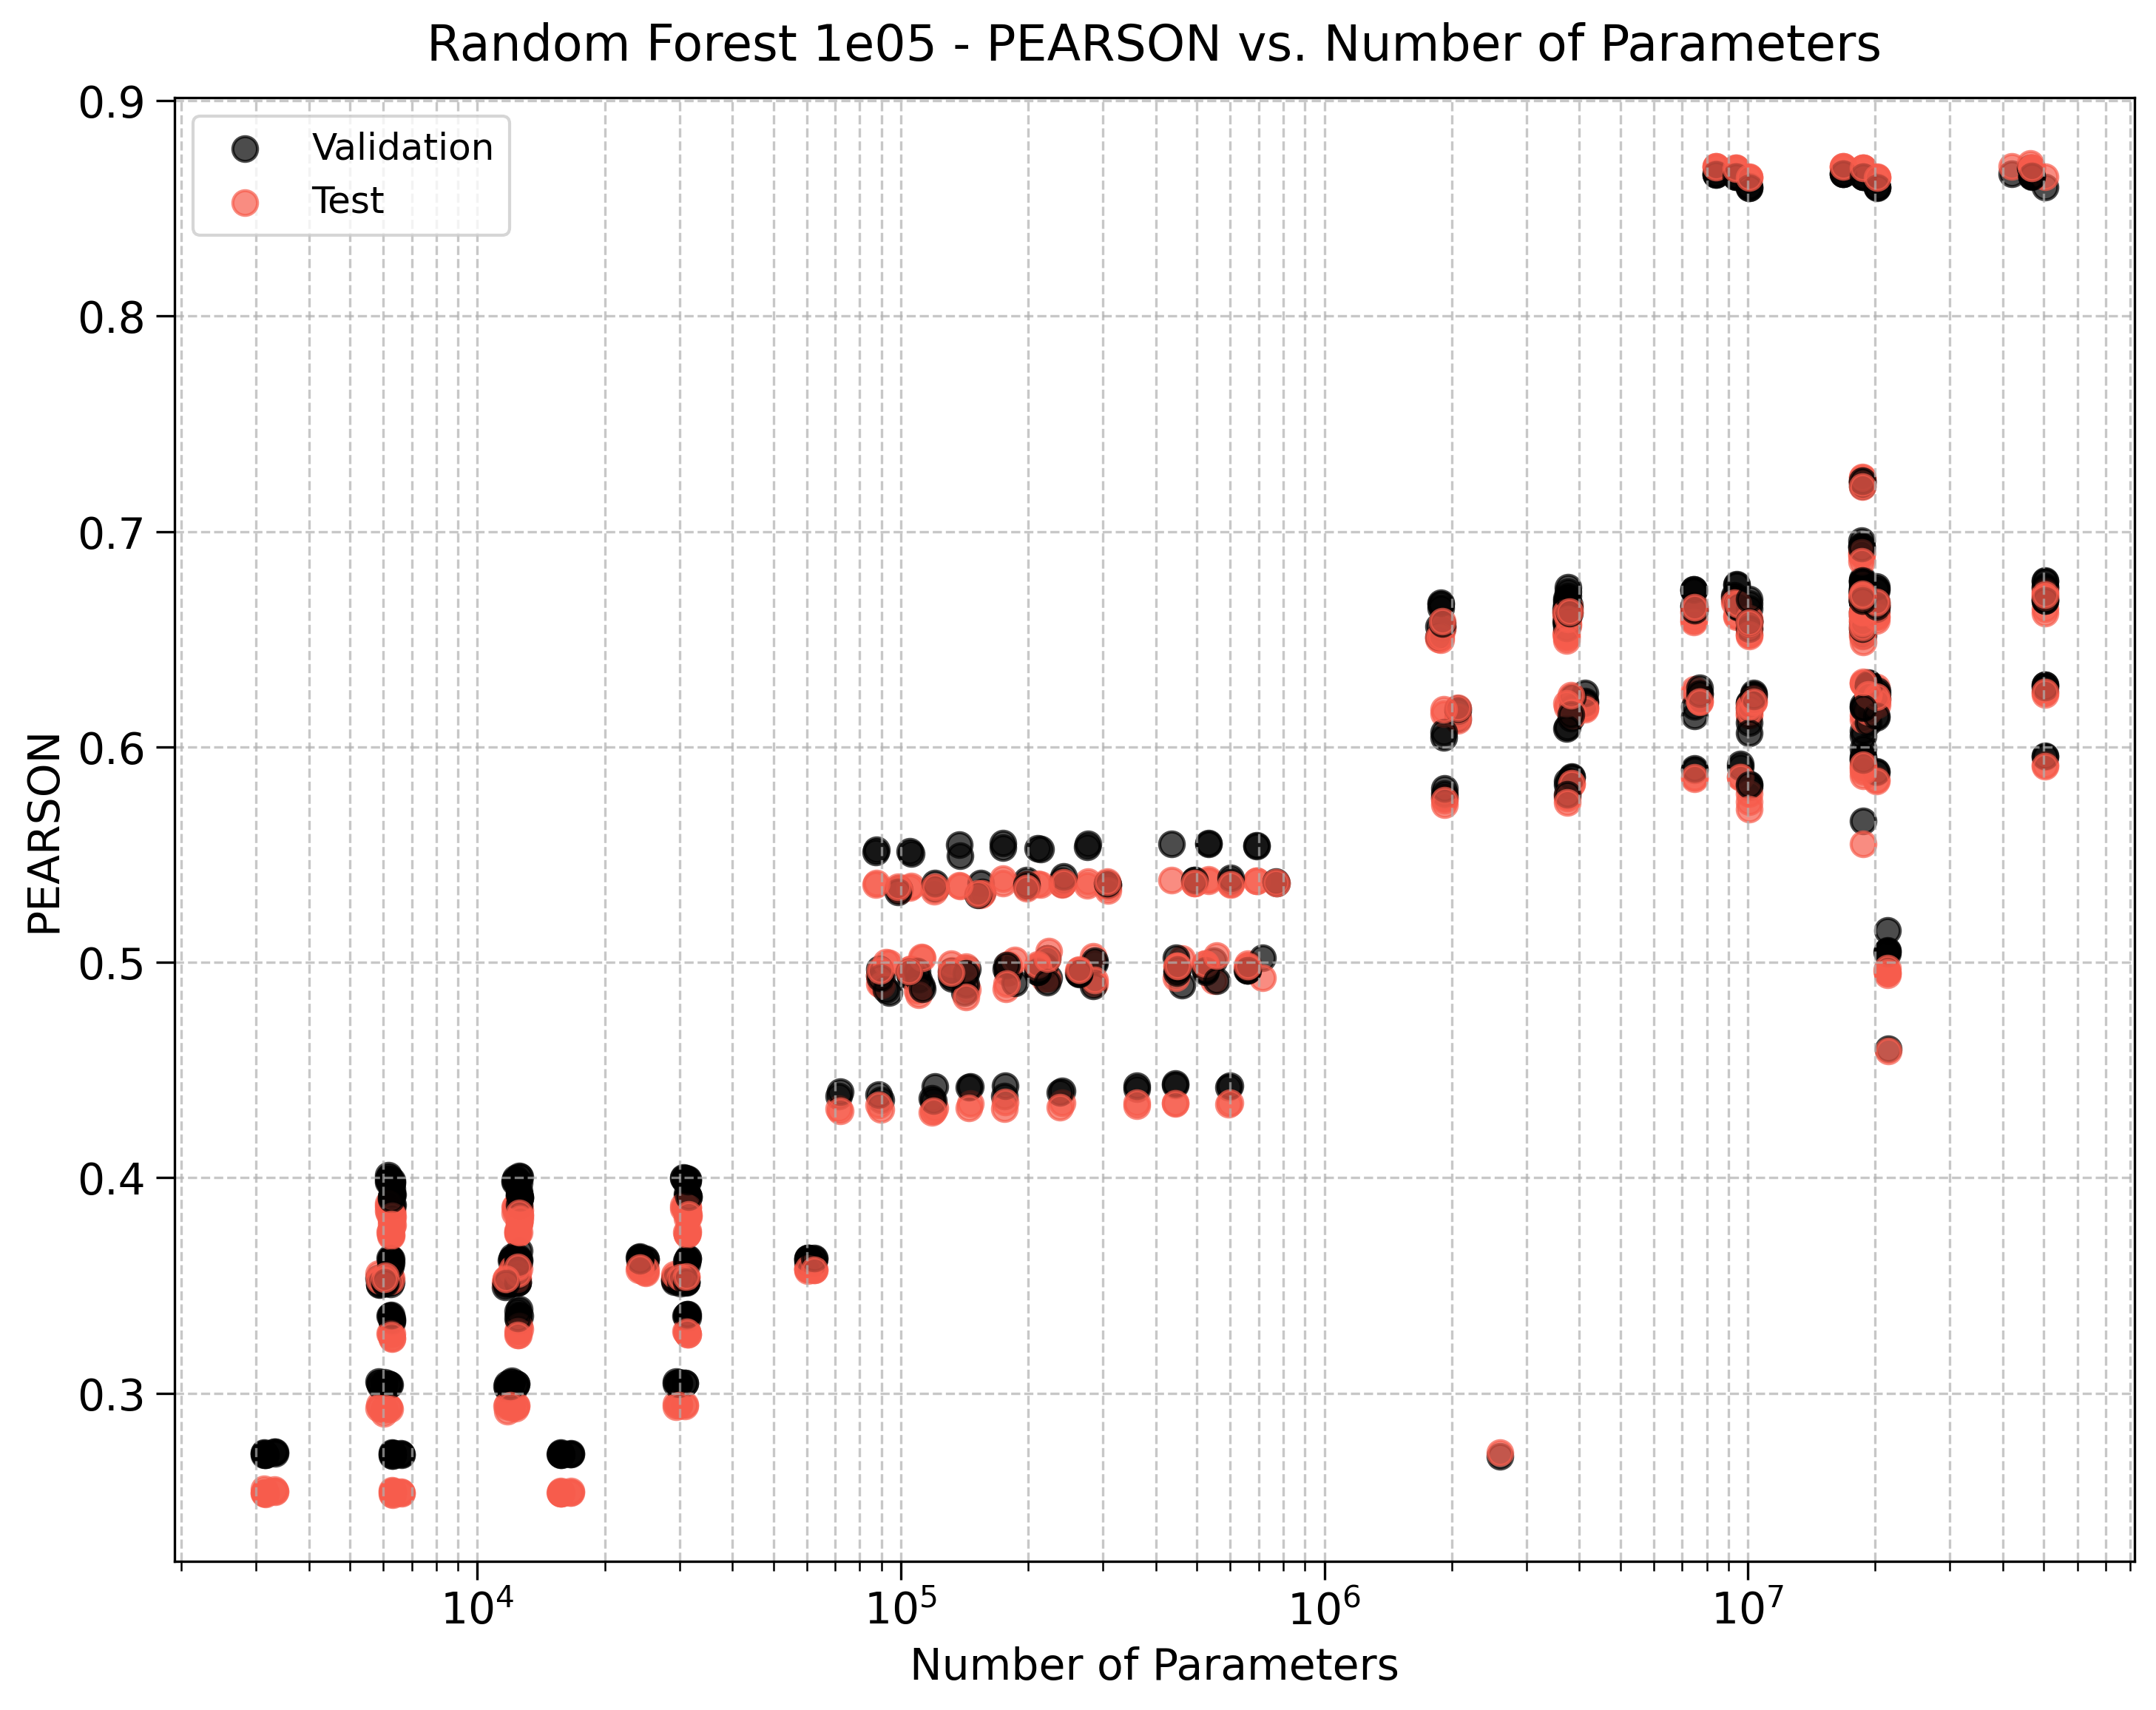 Random Forest 1e05 - PEARSON vs. Number of Parameters
0.9
Validation
Test
0.8
0.7
0.6
PEARSON
0.5
0.4
0.3
10⁴ 10⁵ 10⁶ 10⁷
Number of Parameters